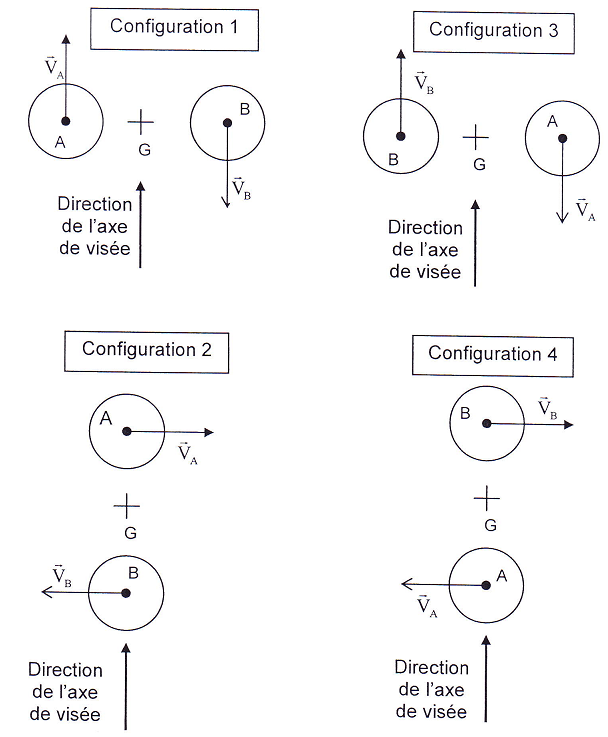 Configuration 1
V⃗A
A
G
B
V⃗B
Direction
de l'axe
de visée
Configuration 3
V⃗B
B
G
A
V⃗A
Direction
de l'axe
de visée
Configuration 2
A
V⃗A
G
V⃗B
B
Direction
de l'axe
de visée
Configuration 4
B
V⃗B
G
A
V⃗A
Direction
de l'axe
de visée